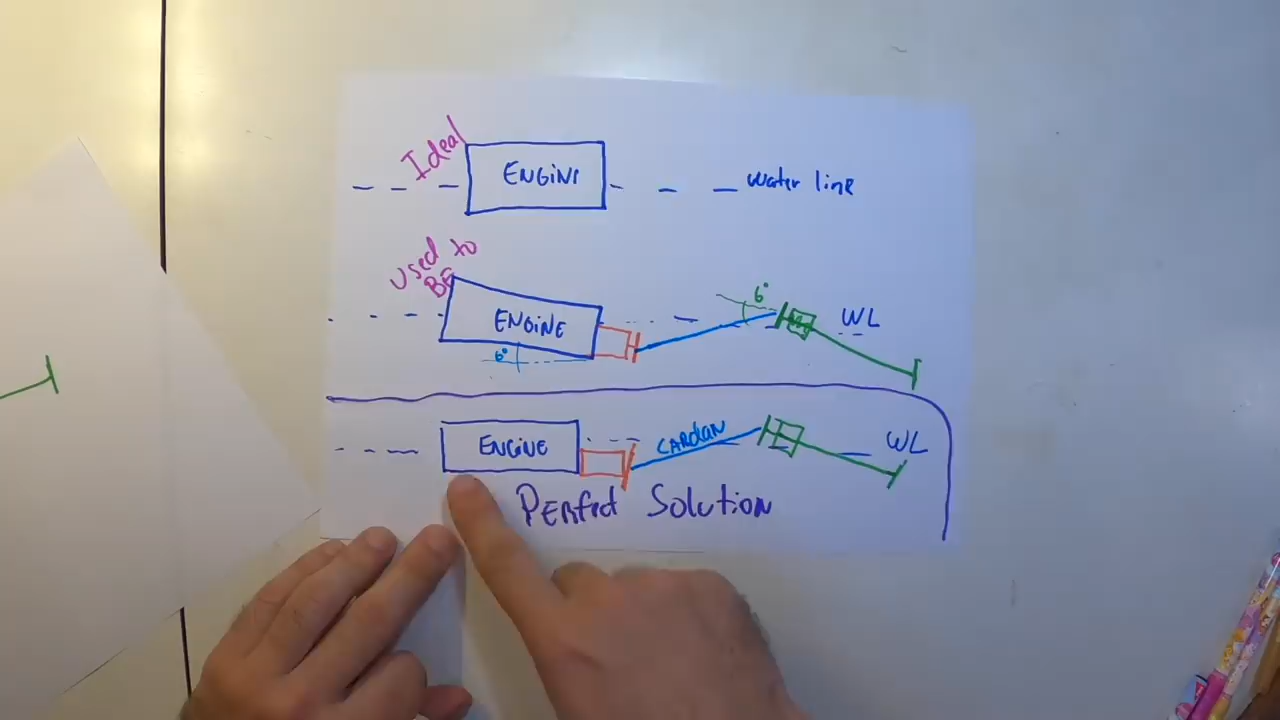 Ideal
ENGINE
water line
Used to
BE
ENGINE
6°
6°
WL
ENGINE
CARDAN
WL
PERfect Solution